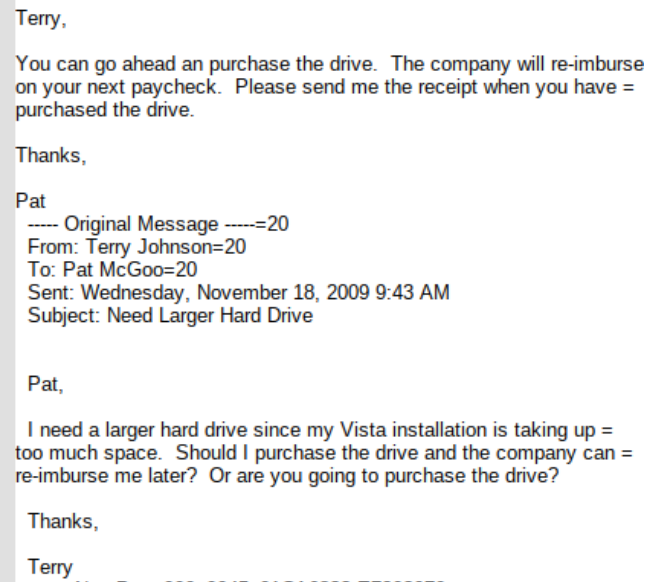 Terry,
You can go ahead an purchase the drive.  The company will re-imburse
on your next paycheck.  Please send me the receipt when you have =
purchased the drive.
Thanks,
Pat
----- Original Message -----=20
From: Terry Johnson=20
To: Pat McGoo=20
Sent: Wednesday, November 18, 2009 9:43 AM
Subject: Need Larger Hard Drive
Pat,
I need a larger hard drive since my Vista installation is taking up =
too much space.  Should I purchase the drive and the company can =
re-imburse me later?  Or are you going to purchase the drive?
Thanks,
Terry